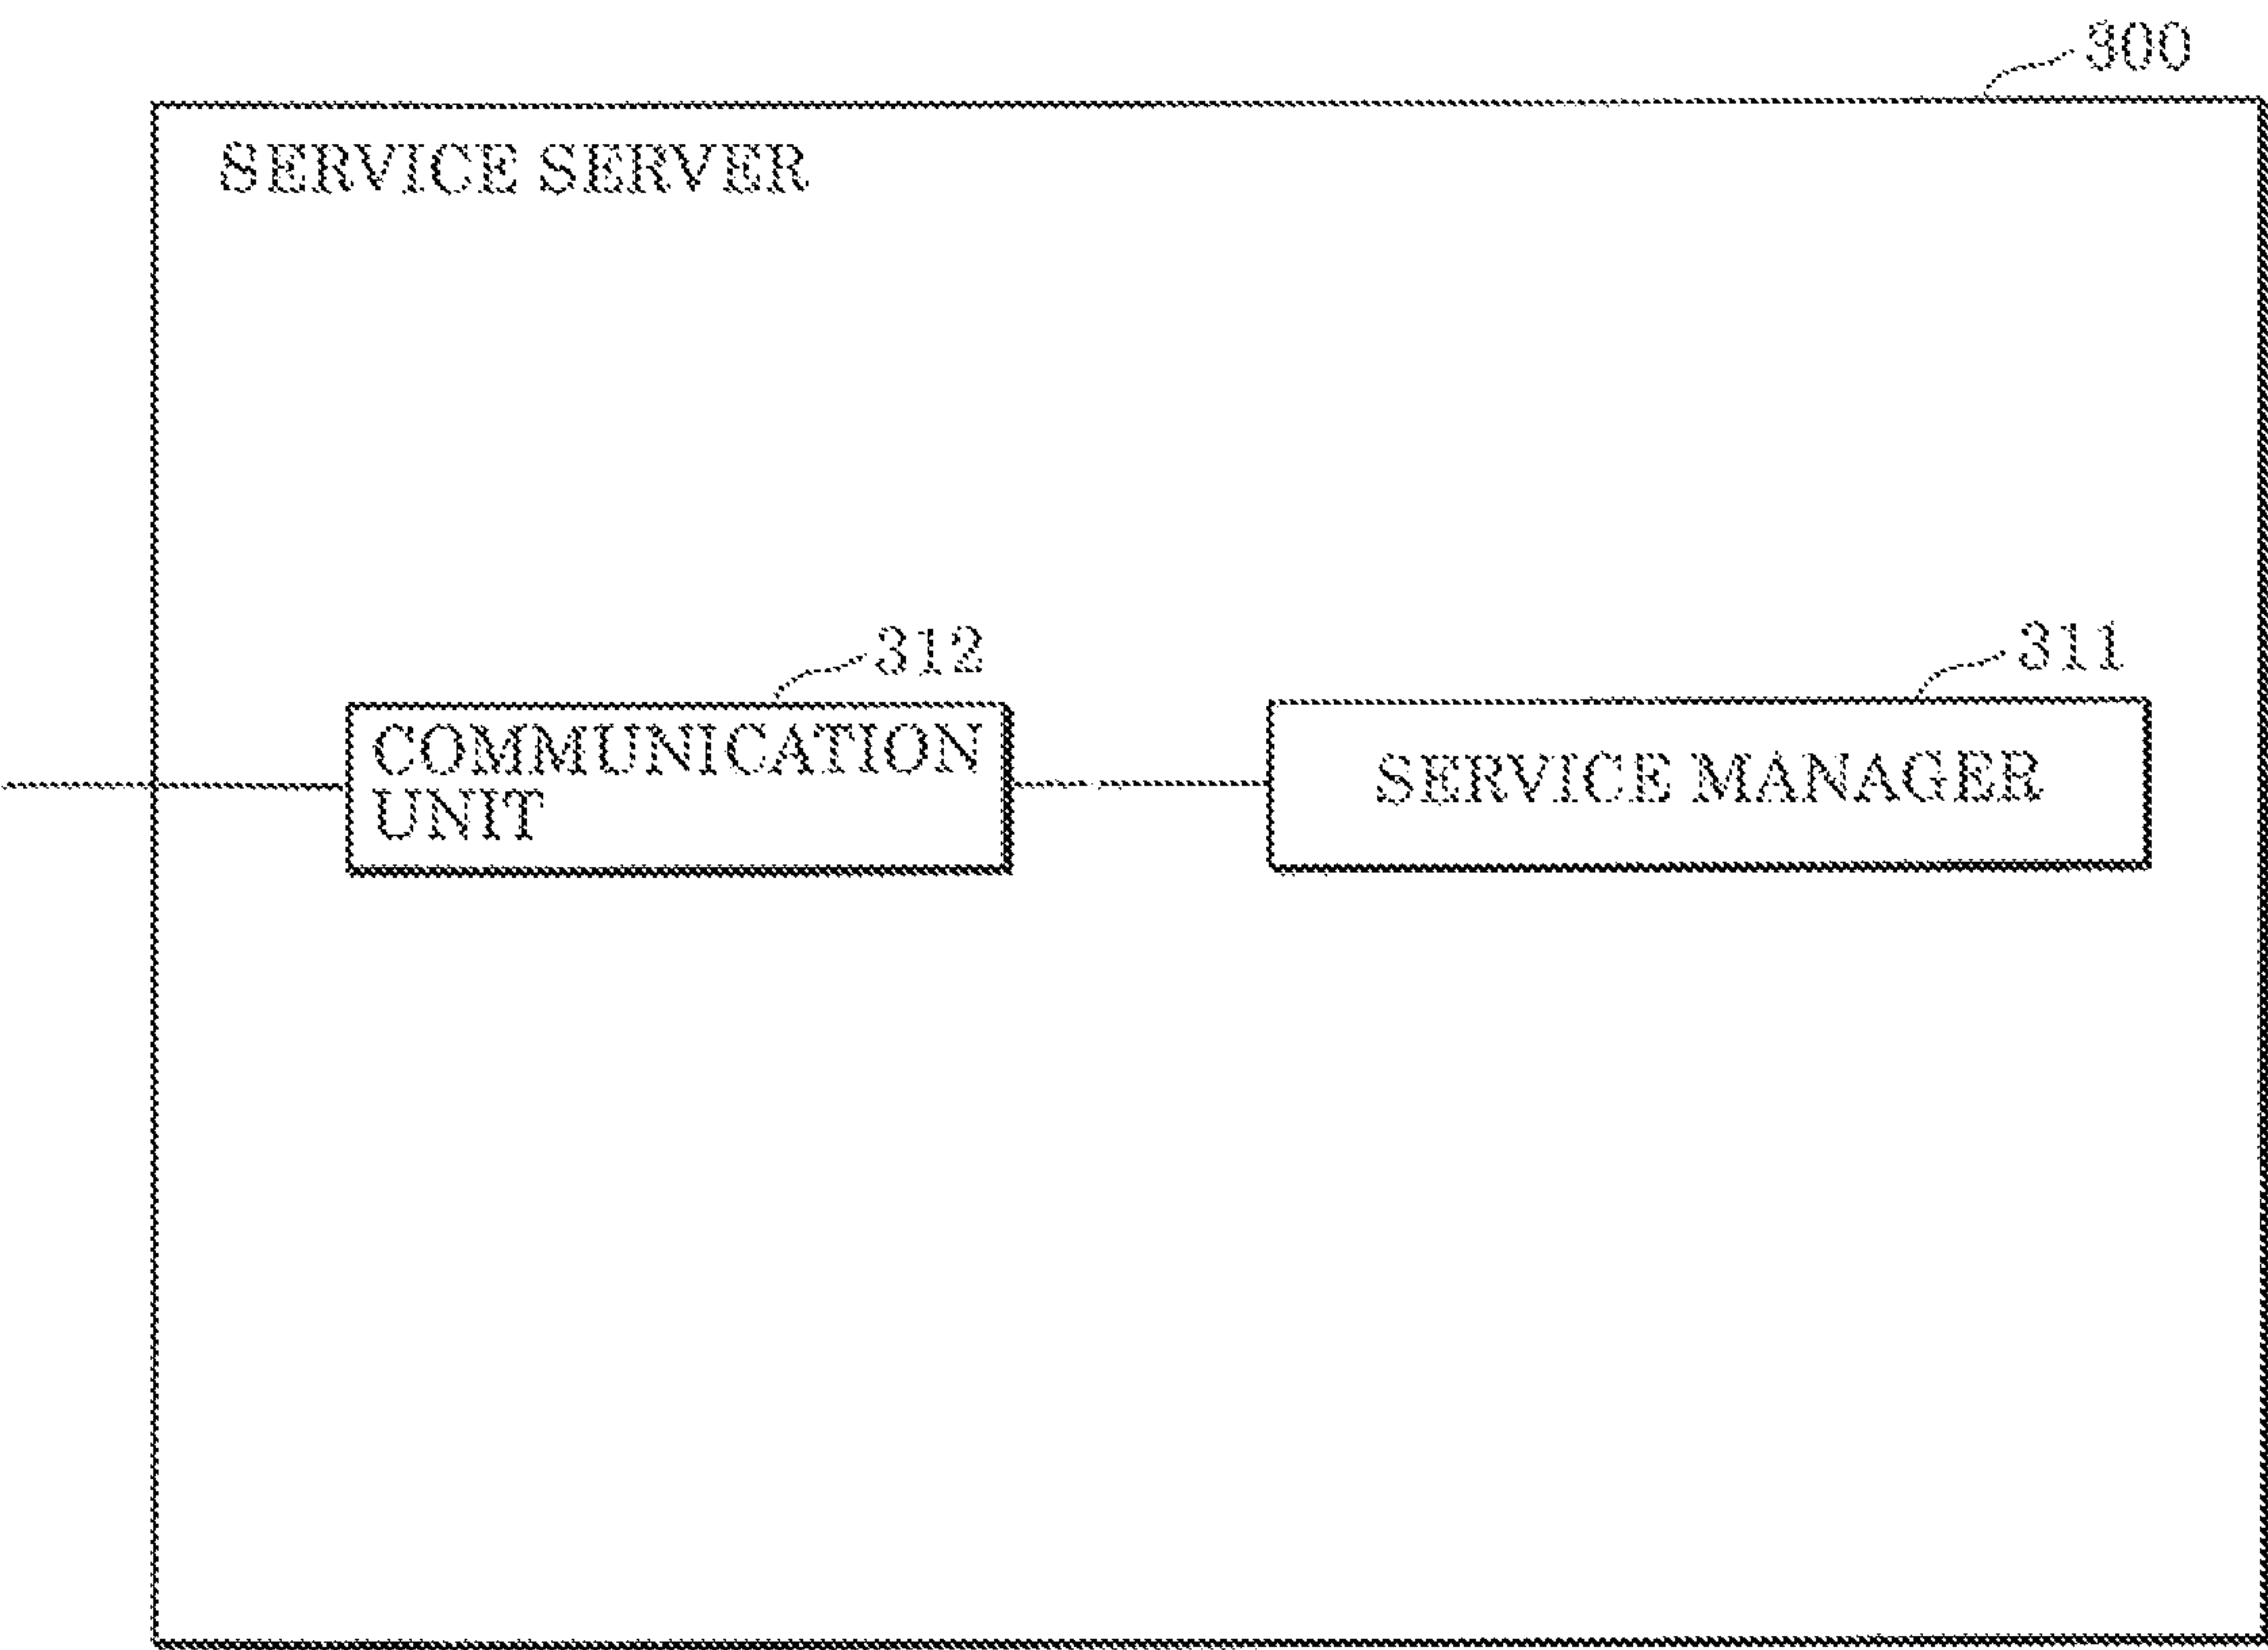 300
SERVICE SERVER
312
311
COMMUNICATION
UNIT
SERVICE MANAGER